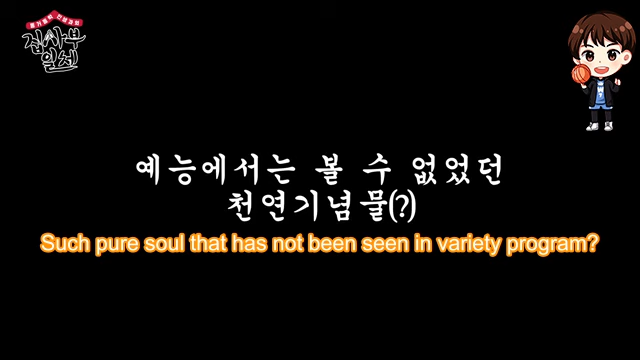 집사부
일체
예능에서는 볼 수 없었던
천연기념물(?)
Such pure soul that has not been seen in variety program?